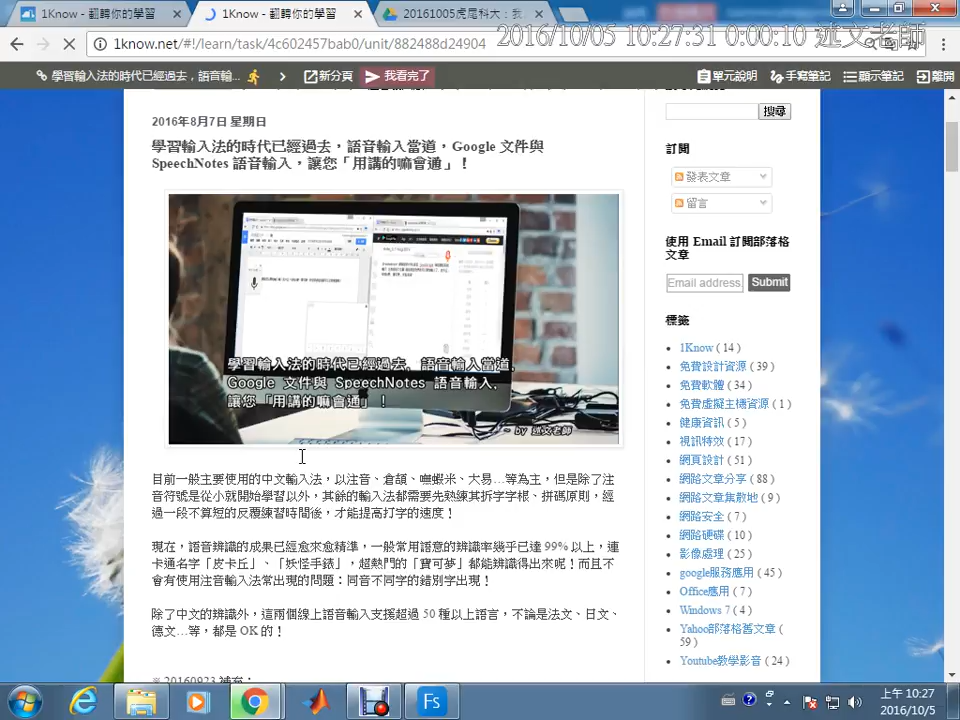 1Know - 翻轉你的學習
1Know - 翻轉你的學習
20161005虎尾科大：我
1know.net/#!/learn/task/4c602457bab0/unit/882488d24904
2016/10/05 10:27:31 0:00:10 述文老師
學習輸入法的時代已經過去，語音輸...
新分頁
我看完了
單元說明
手寫筆記
顯示筆記
離開
2016年8月7日 星期日
學習輸入法的時代已經過去，語音輸入當道，Google 文件與
SpeechNotes 語音輸入，讓您「用講的嘛會通」！
學習輸入法的時代已經過去，語音輸入當道，
Google 文件與 SpeechNotes 語音輸入，
讓您「用講的嘛會通」！
~ by 述文老師
目前一般主要使用的中文輸入法，以注音、倉頡、嘸蝦米、大易…等為主，但是除了注
音符號是從小就開始學習以外，其餘的輸入法都需要先熟練其拆字字根、拼碼原則，經
過一段不算短的反覆練習時間後，才能提高打字的速度！
現在，語音辨識的成果已經愈來愈精準，一般常用語意的辨識率幾乎已達 99% 以上，連
卡通名字「皮卡丘」、「妖怪手錶」，超熱門的「寶可夢」都能辨識得出來呢！而且不
會有使用注音輸入法常出現的問題：同音不同字的錯別字出現！
除了中文的辨識外，這兩個線上語音輸入支援超過 50 種以上語言，不論是法文、日文、
德文…等，都是 OK 的！
※ 20160923 補充：
搜尋
訂閱
發表文章
留言
使用 Email 訂閱部落格
文章
Email address
Submit
標籤
1Know ( 14 )
免費設計資源 ( 39 )
免費軟體 ( 34 )
免費虛擬主機資源 ( 1 )
健康資訊 ( 5 )
視訊特效 ( 17 )
網頁設計 ( 51 )
網路文章分享 ( 88 )
網路文章集散地 ( 9 )
網路安全 ( 7 )
網路硬碟 ( 10 )
影像處理 ( 25 )
google服務應用 ( 45 )
Office應用 ( 7 )
Windows 7 ( 4 )
Yahoo部落格舊文章 (
59 )
Youtube教學影音 ( 24 )
Fs
上午 10:27
2016/10/5